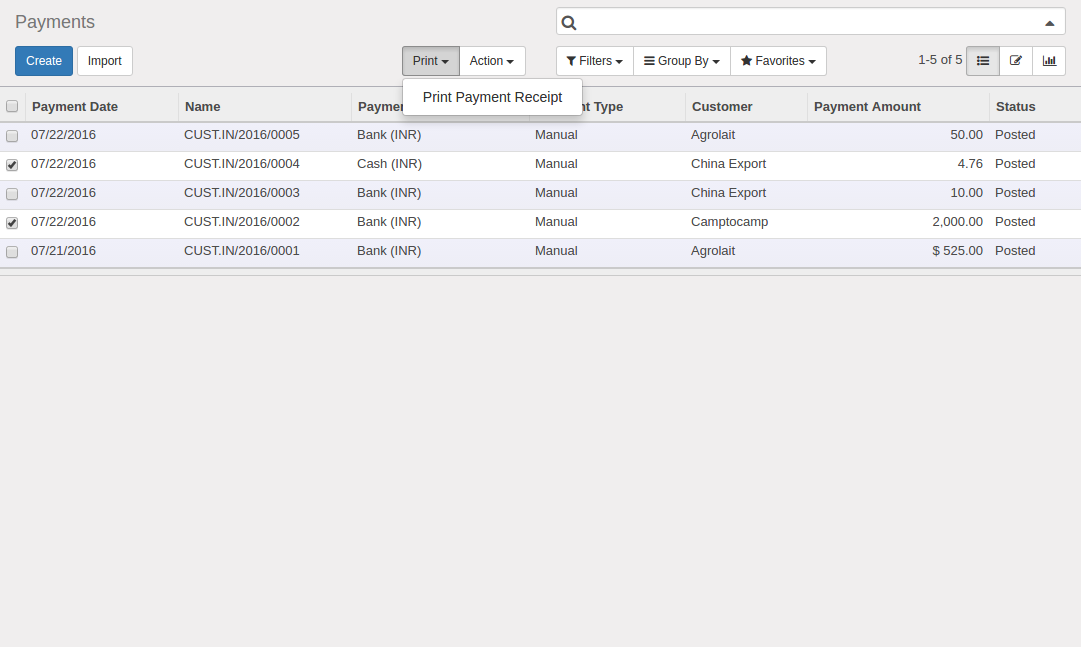 Payments
Create Import Print Action Filters Group By Favorites 1-5 of 5
Print Payment Receipt
Payment Date Name Payment Type Customer Payment Amount Status
07/22/2016 CUST.IN/2016/0005 Bank (INR) Manual Agrolait 50.00 Posted
07/22/2016 CUST.IN/2016/0004 Cash (INR) Manual China Export 4.76 Posted
07/22/2016 CUST.IN/2016/0003 Bank (INR) Manual China Export 10.00 Posted
07/22/2016 CUST.IN/2016/0002 Bank (INR) Manual Camptocamp 2,000.00 Posted
07/21/2016 CUST.IN/2016/0001 Bank (INR) Manual Agrolait $ 525.00 Posted